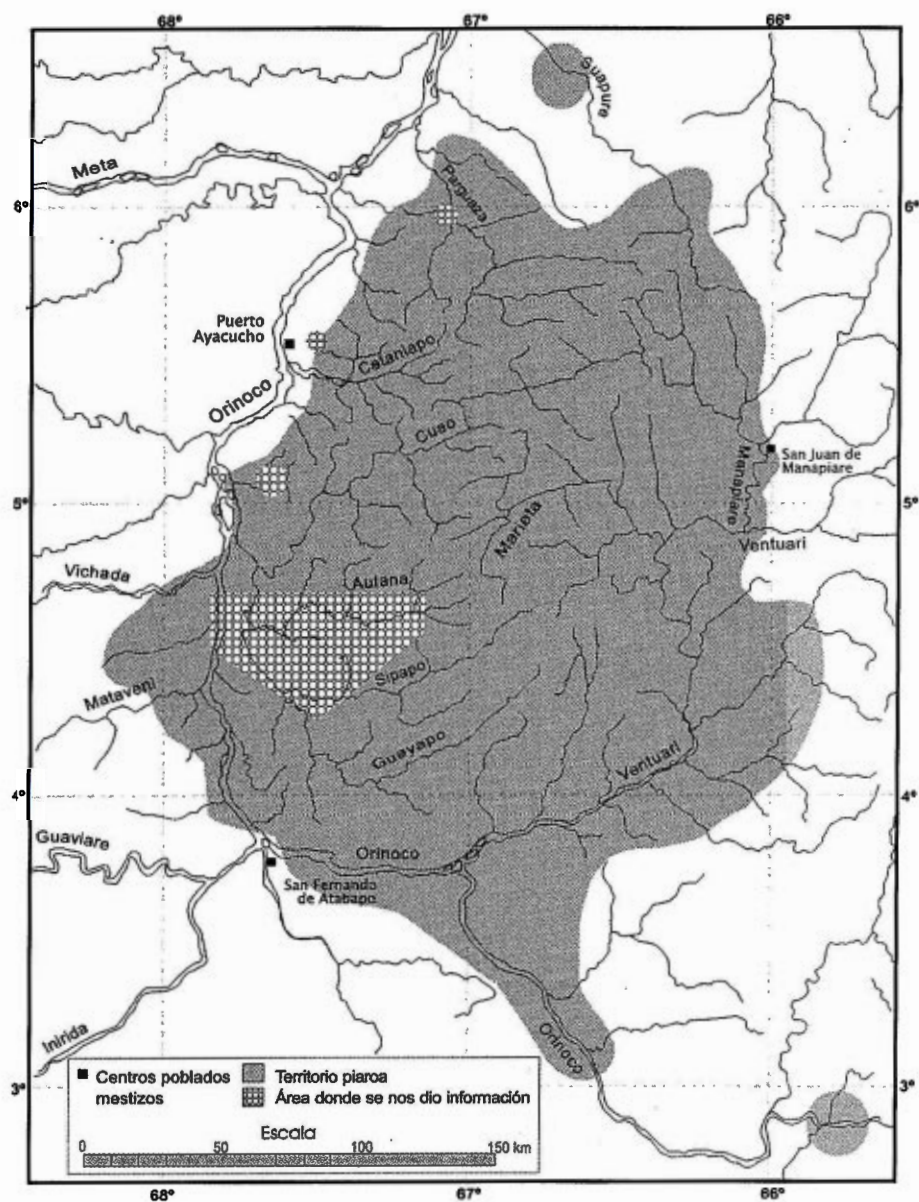 68°
67°
66°
Suapure
Meta
Parguaza
6°
6°
Puerto
Ayacucho
Cataniapo
Orinoco
Cuao
San Juan de
Manapiare
Manapiare
5°
5°
Marieta
Ventuari
Vichada
Autana
Sipapo
Mataveni
Guayapo
Ventuari
4°
4°
Guaviare
Orinoco
San Fernando
de Atabapo
Inirida
Orinoco
3°
3°
Centros poblados
mestizos
Territorio piaroa
Área donde se nos dio información
Escala
0 50 100 150 km
68°
67°
66°